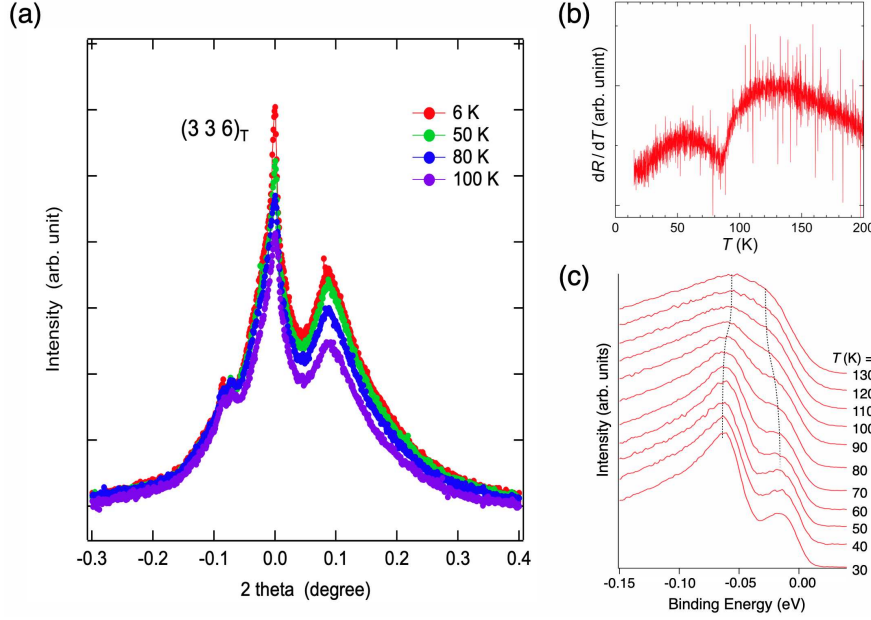 (a)
(3 3 6)T
6 K
50 K
80 K
100 K
Intensity (arb. unit)
-0.3 -0.2 -0.1 0.0 0.1 0.2 0.3 0.4
2 theta (degree)
(b)
dR/dT (arb. unint)
0 50 100 150 200
T (K)
(c)
Intensity (arb. units)
T (K) =
130
120
110
100
90
80
70
60
50
40
30
-0.15 -0.10 -0.05 0.00
Binding Energy (eV)